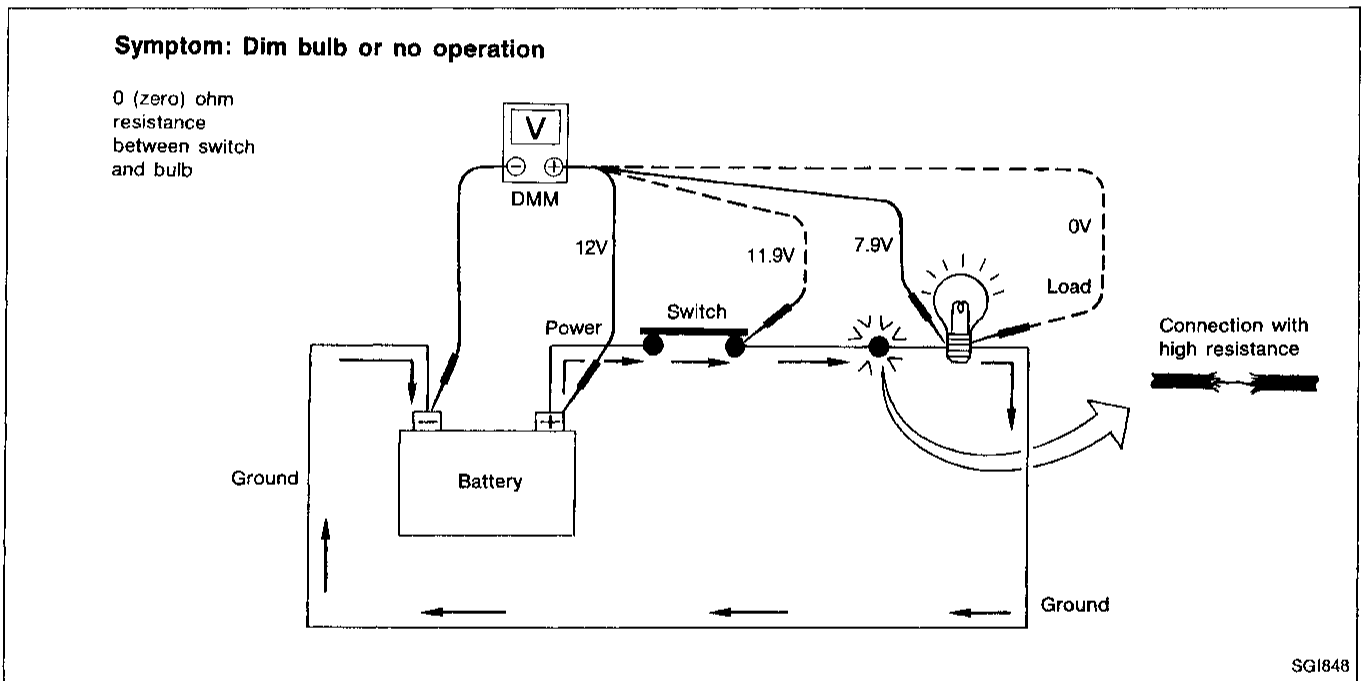 Symptom: Dim bulb or no operation
0 (zero) ohm
resistance
between switch
and bulb
V
− +
DMM
12V
11.9V
7.9V
0V
Load
Power
Switch
Connection with
high resistance
− +
Battery
Ground
Ground
SGI848